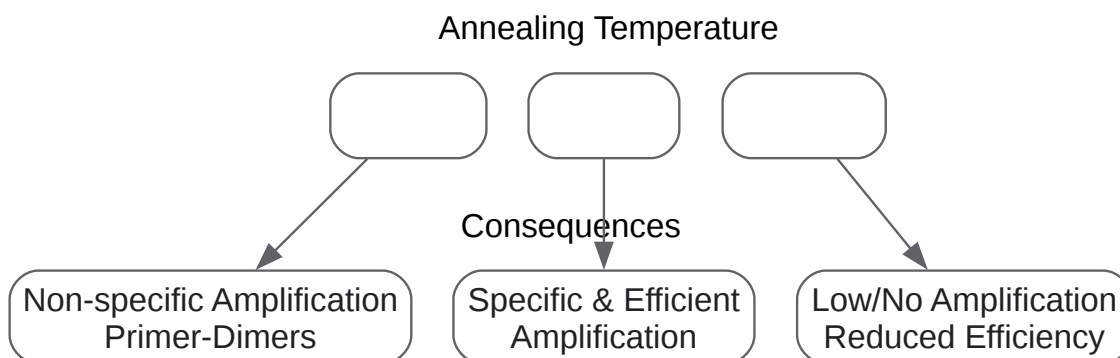 Annealing Temperature
Consequences
Non-specific Amplification
Primer-Dimers
Specific & Efficient
Amplification
Low/No Amplification
Reduced Efficiency